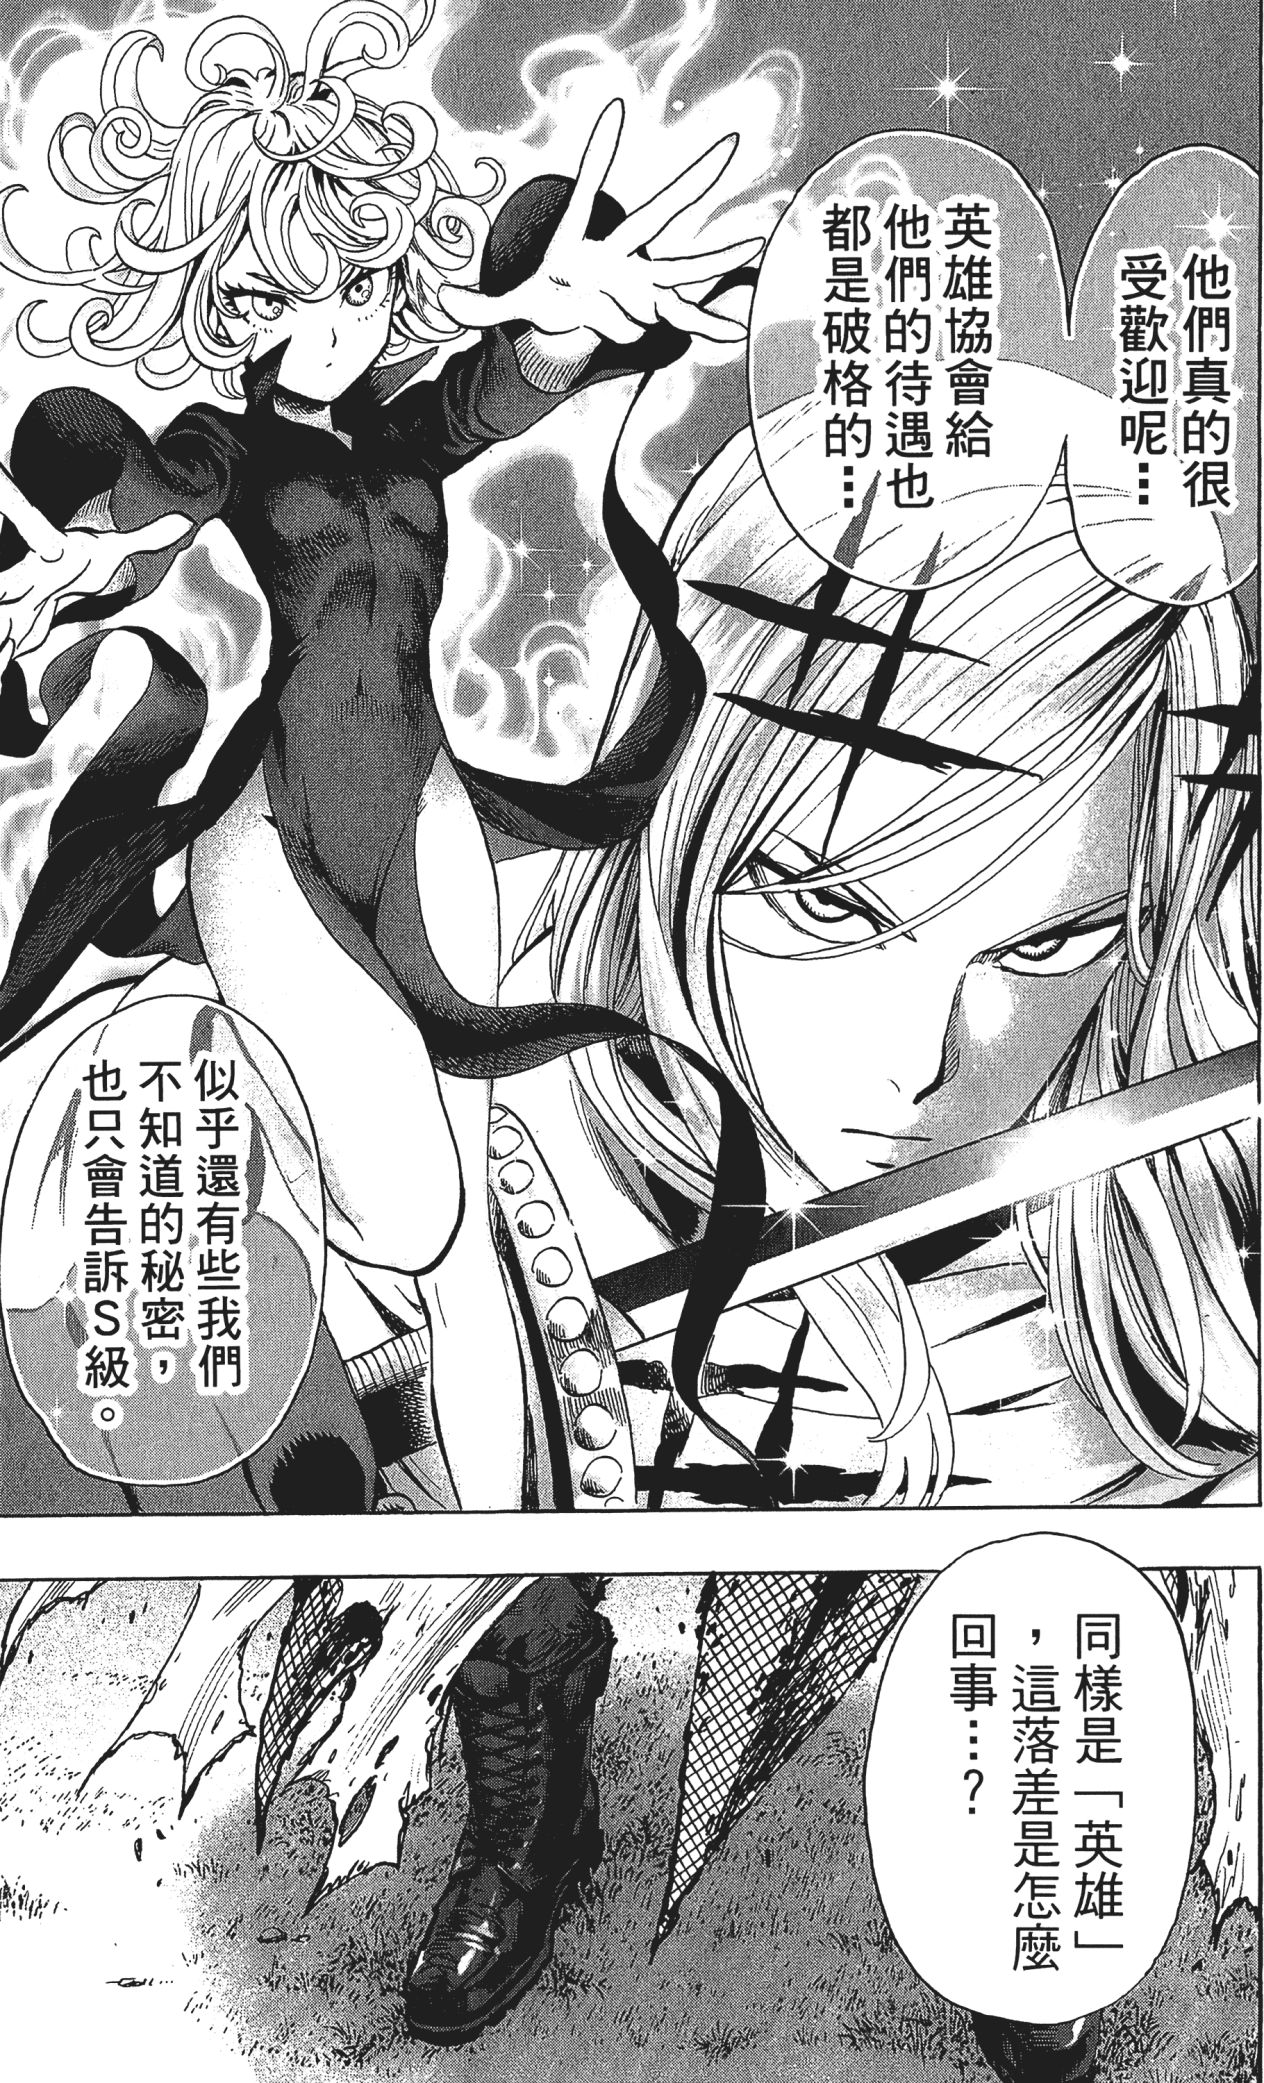 他們真的很
受歡迎呢…
英雄協會給
他們的待遇也
都是破格的…
似乎還有些我們
不知道的秘密，
也只會告訴S級。
同樣是「英雄」
，這落差是怎麼
回事…？